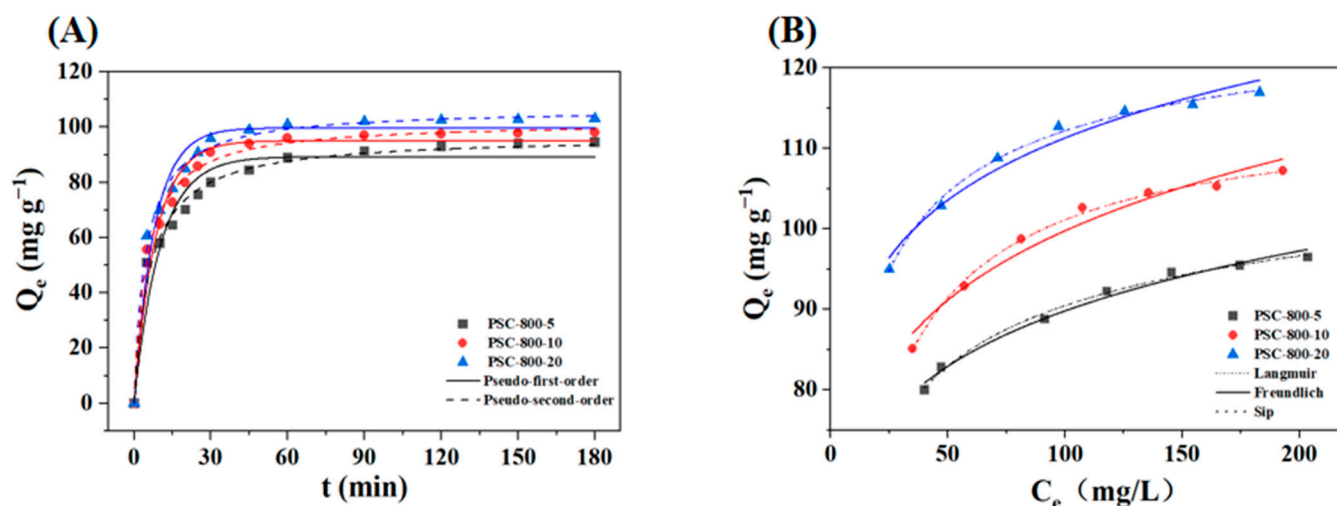 (A)
120
100
80
60
40
20
0
Qe (mg g⁻¹)
PSC-800-5
PSC-800-10
PSC-800-20
Pseudo-first-order
Pseudo-second-order
0 30 60 90 120 150 180
t (min)
(B)
120
110
100
90
80
Qe (mg g⁻¹)
PSC-800-5
PSC-800-10
PSC-800-20
Langmuir
Freundlich
Sip
0 50 100 150 200
Ce（mg/L）